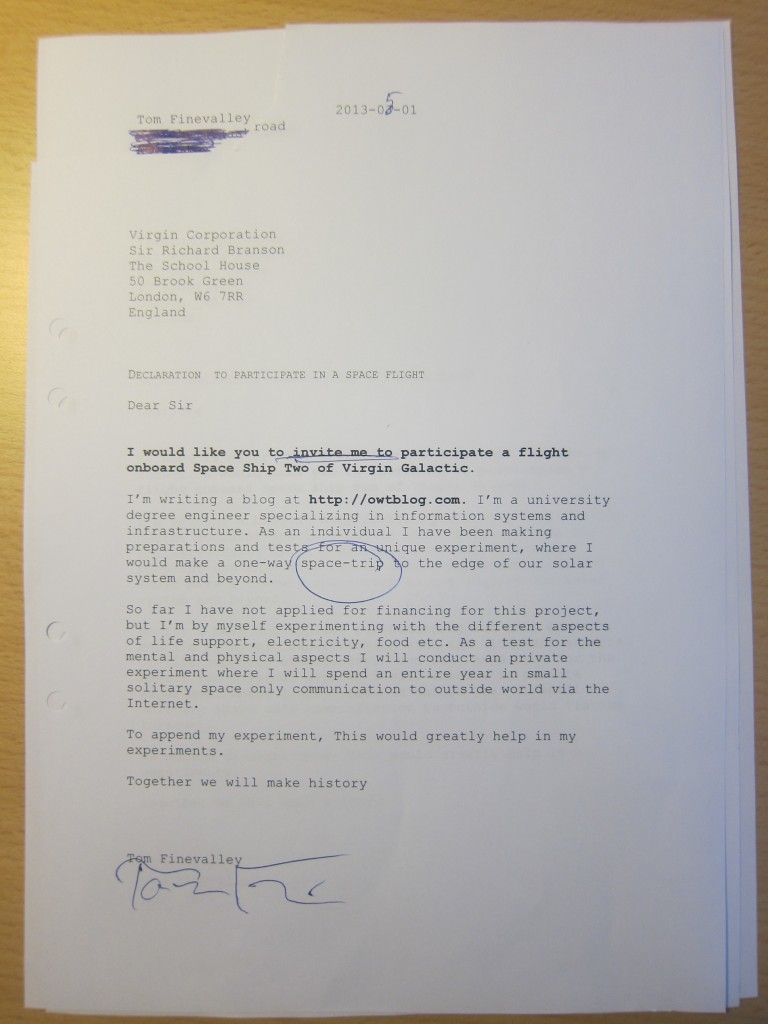 Tom Finevalley
road
2013-05-01
Virgin Corporation
Sir Richard Branson
The School House
50 Brook Green
London, W6 7RR
England
DECLARATION TO PARTICIPATE IN A SPACE FLIGHT
Dear Sir
I would like you to invite me to participate a flight
onboard Space Ship Two of Virgin Galactic.
I'm writing a blog at http://owtblog.com. I'm a university
degree engineer specializing in information systems and
infrastructure. As an individual I have been making
preparations and tests for an unique experiment, where I
would make a one-way space-trip to the edge of our solar
system and beyond.
So far I have not applied for financing for this project,
but I'm by myself experimenting with the different aspects
of life support, electricity, food etc. As a test for the
mental and physical aspects I will conduct an private
experiment where I will spend an entire year in small
solitary space only communication to outside world via the
Internet.
To append my experiment, This would greatly help in my
experiments.
Together we will make history
Tom Finevalley